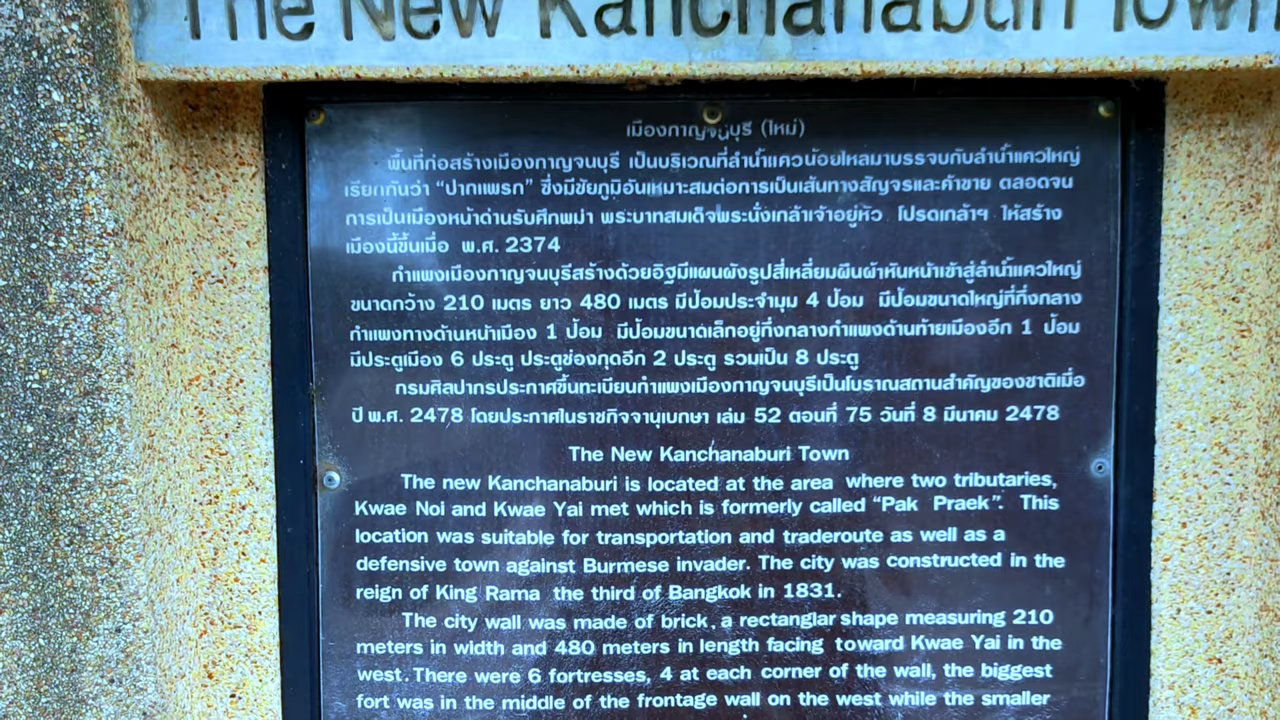 The New Kanchanaburi Town
เมืองกาญจนบุรี (ใหม่)
พื้นที่ก่อสร้างเมืองกาญจนบุรี เป็นบริเวณที่ลำน้ำแควน้อยไหลมาบรรจบกับลำน้ำแควใหญ่
เรียกกันว่า “ปากแพรก” ซึ่งมีชัยภูมิอันเหมาะสมต่อการเป็นเส้นทางสัญจรและค้าขาย ตลอดจน
การเป็นเมืองหน้าด่านรับศึกพม่า พระบาทสมเด็จพระนั่งเกล้าเจ้าอยู่หัว โปรดเกล้าฯ ให้สร้าง
เมืองนี้ขึ้นเมื่อ พ.ศ. 2374
กำแพงเมืองกาญจนบุรีสร้างด้วยอิฐมีแผนผังรูปสี่เหลี่ยมผืนผ้าหันหน้าเข้าสู่ลำน้ำแควใหญ่
ขนาดกว้าง 210 เมตร ยาว 480 เมตร มีป้อมประจำมุม 4 ป้อม มีป้อมขนาดใหญ่ที่กึ่งกลาง
กำแพงทางด้านหน้าเมือง 1 ป้อม มีป้อมขนาดเล็กอยู่กึ่งกลางกำแพงด้านท้ายเมืองอีก 1 ป้อม
มีประตูเมือง 6 ประตู ประตูช่องกุดอีก 2 ประตู รวมเป็น 8 ประตู
กรมศิลปากรประกาศขึ้นทะเบียนกำแพงเมืองกาญจนบุรีเป็นโบราณสถานสำคัญของชาติเมื่อ
ปี พ.ศ. 2478 โดยประกาศในราชกิจจานุเบกษา เล่ม 52 ตอนที่ 75 วันที่ 8 มีนาคม 2478
The New Kanchanaburi Town
The new Kanchanaburi is located at the area where two tributaries,
Kwae Noi and Kwae Yai met which is formerly called “Pak Praek”. This
location was suitable for transportation and traderoute as well as a
defensive town against Burmese invader. The city was constructed in the
reign of King Rama the third of Bangkok in 1831.
The city wall was made of brick, a rectanglar shape measuring 210
meters in width and 480 meters in length facing toward Kwae Yai in the
west. There were 6 fortresses, 4 at each corner of the wall, the biggest
fort was in the middle of the frontage wall on the west while the smaller